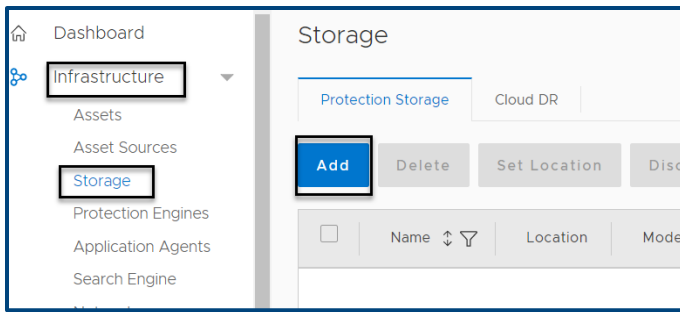 Dashboard
Infrastructure
Assets
Asset Sources
Storage
Protection Engines
Application Agents
Search Engine
Storage
Protection Storage Cloud DR
Add Delete Set Location
Name Location